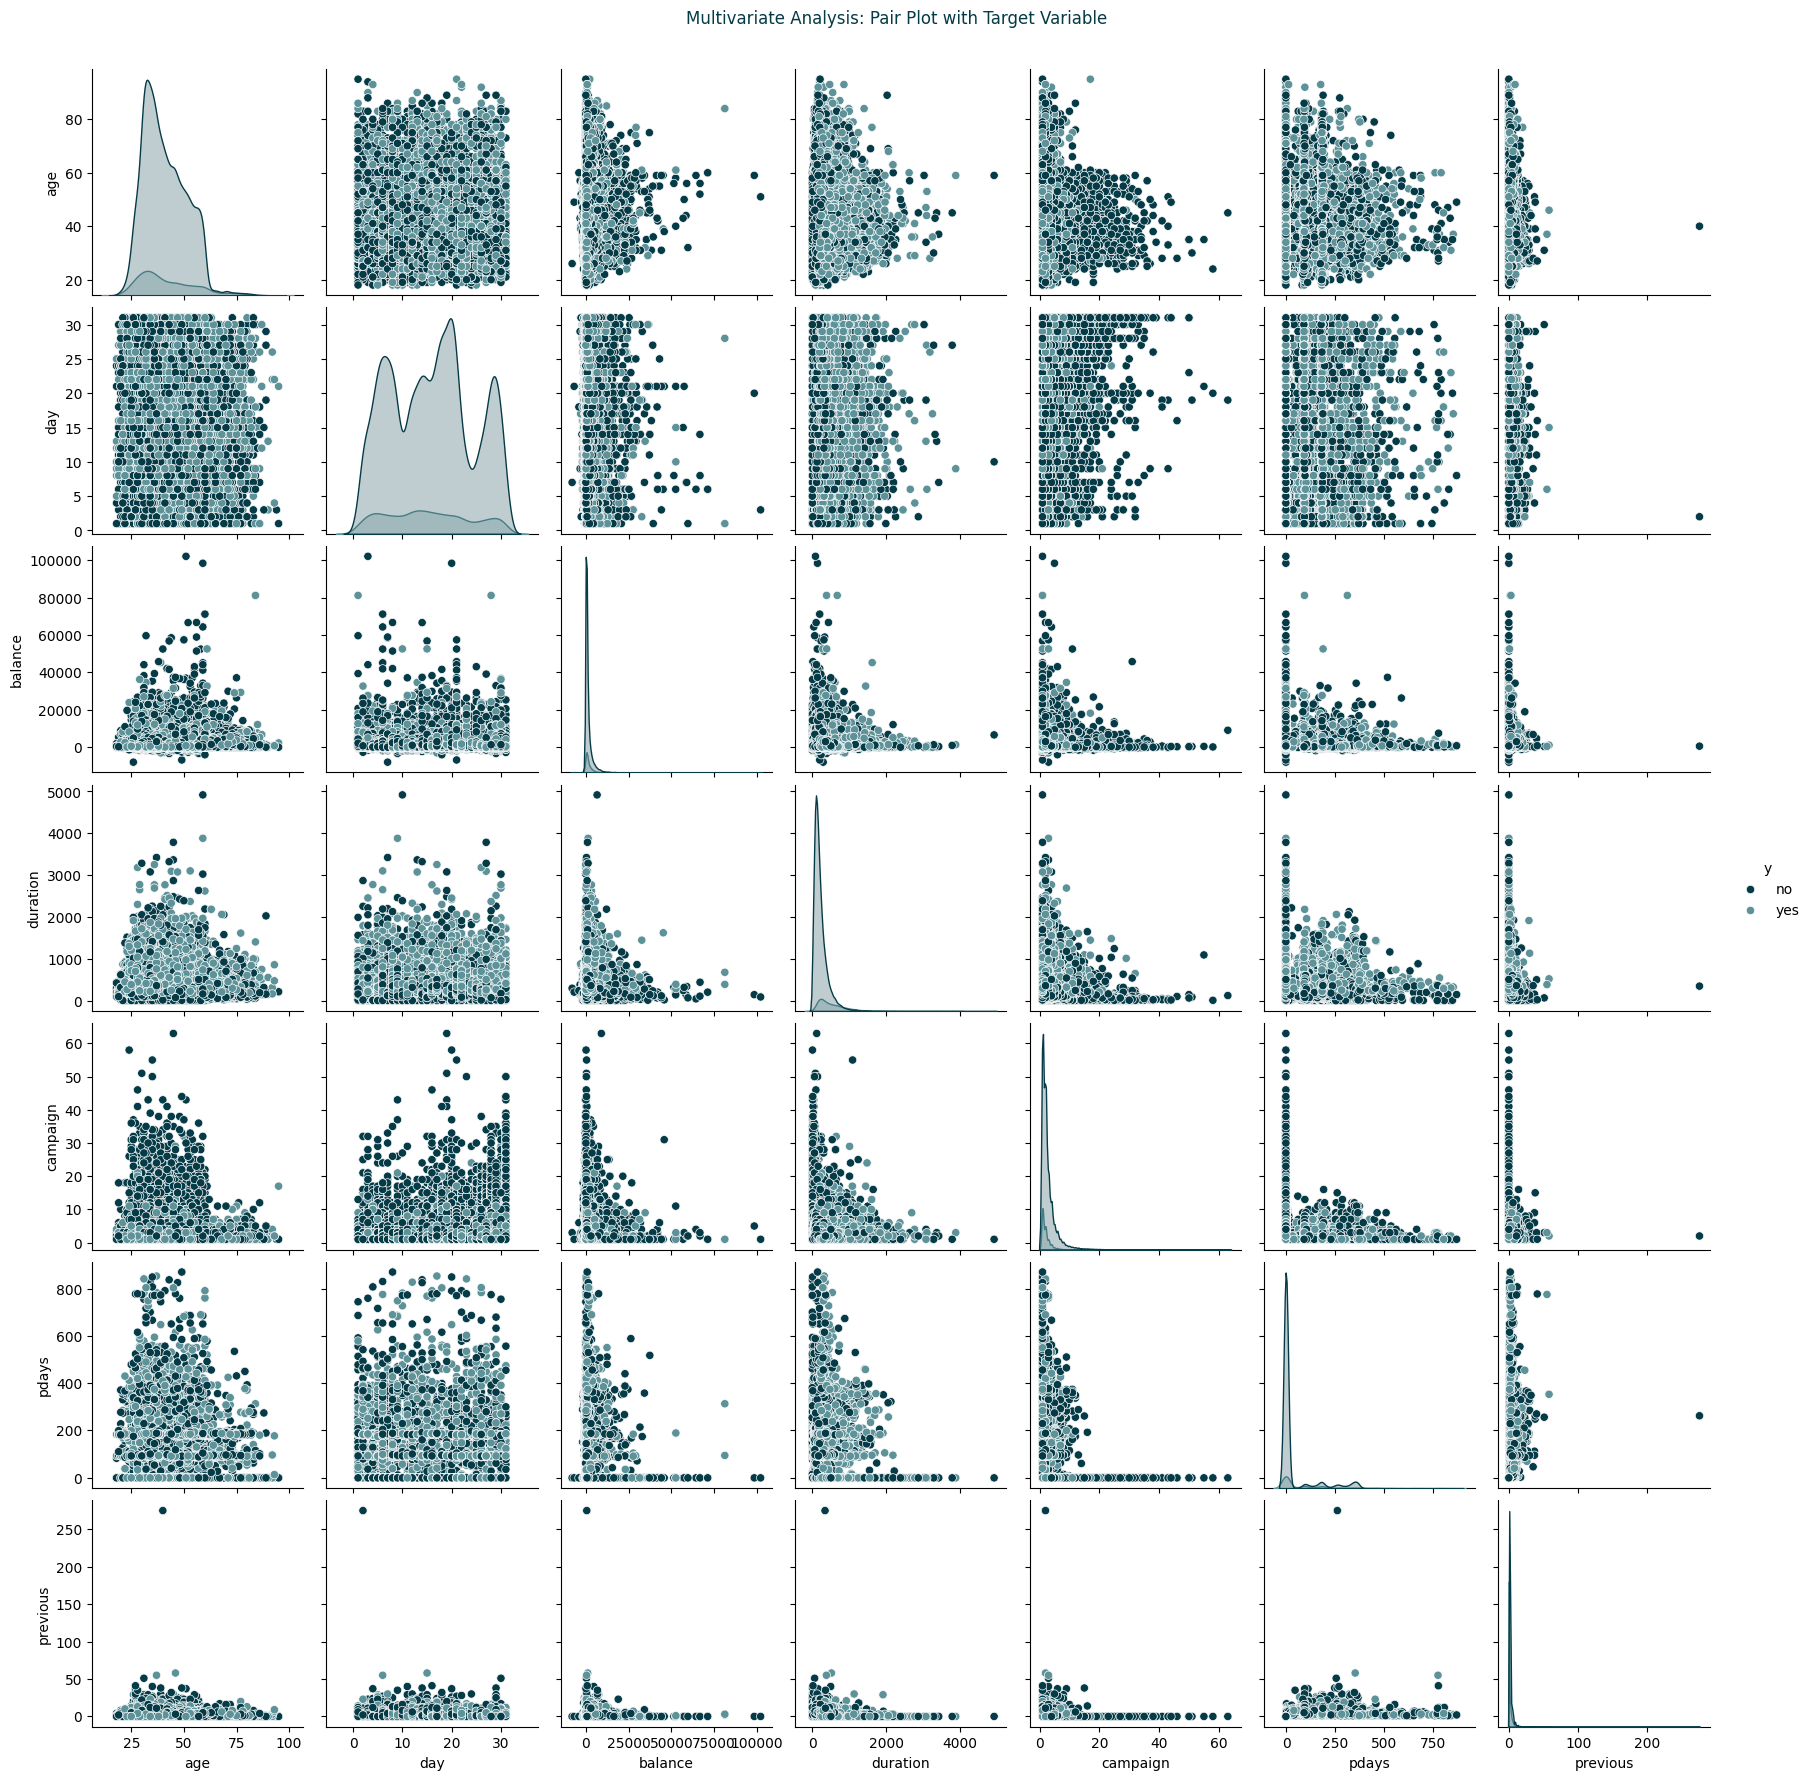 Multivariate Analysis: Pair Plot with Target Variable
80
60
40
20
age
30
25
20
15
10
5
0
day
100000
80000
60000
40000
20000
0
balance
5000
4000
3000
2000
1000
0
duration
y
no
yes
60
50
40
30
20
10
0
campaign
800
600
400
200
0
pdays
250
200
150
100
50
0
previous
25 50 75 100
0 10 20 30
0 25000 50000 75000 100000
0 2000 4000
0 20 40 60
0 250 500 750
0 100 200
age day balance duration campaign pdays previous